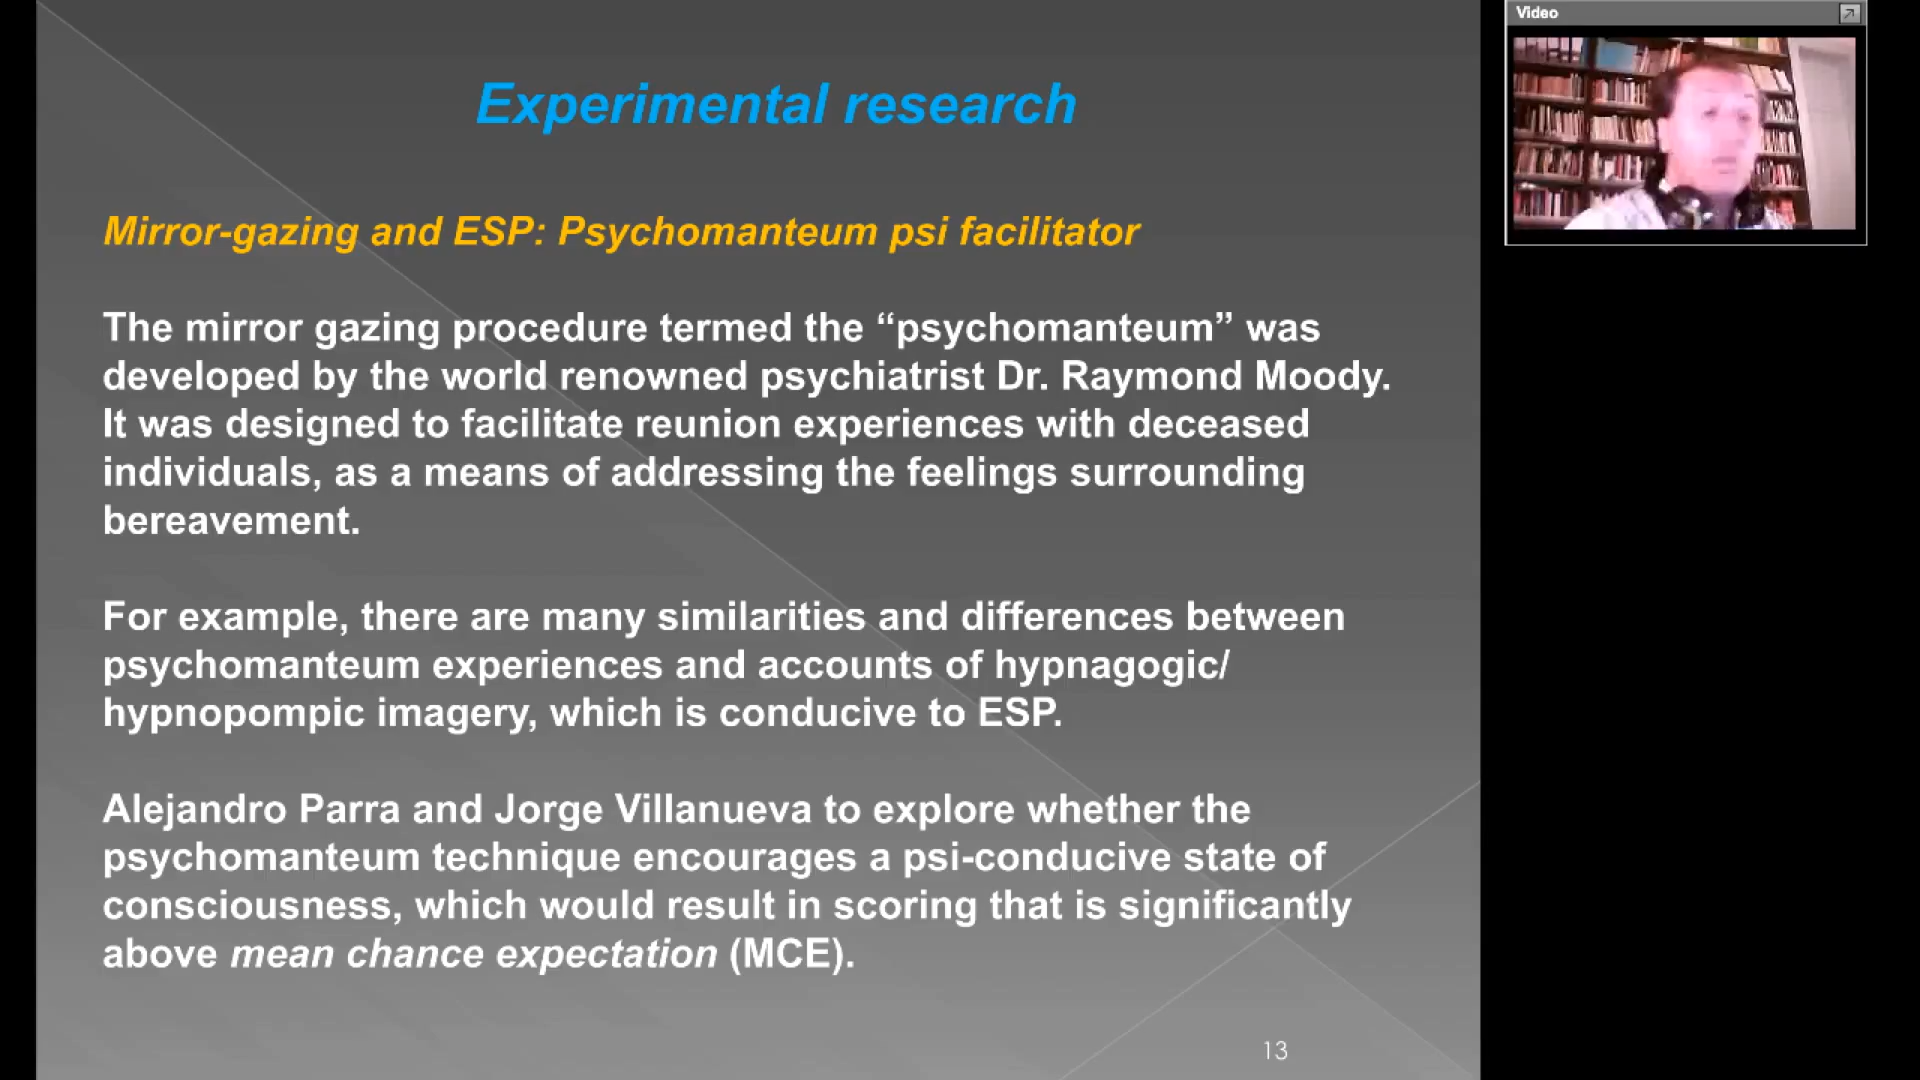 Experimental research
Mirror-gazing and ESP: Psychomanteum psi facilitator
The mirror gazing procedure termed the “psychomanteum” was
developed by the world renowned psychiatrist Dr. Raymond Moody.
It was designed to facilitate reunion experiences with deceased
individuals, as a means of addressing the feelings surrounding
bereavement.
For example, there are many similarities and differences between
psychomanteum experiences and accounts of hypnagogic/
hypnopompic imagery, which is conducive to ESP.
Alejandro Parra and Jorge Villanueva to explore whether the
psychomanteum technique encourages a psi-conducive state of
consciousness, which would result in scoring that is significantly
above mean chance expectation (MCE).
13
Video